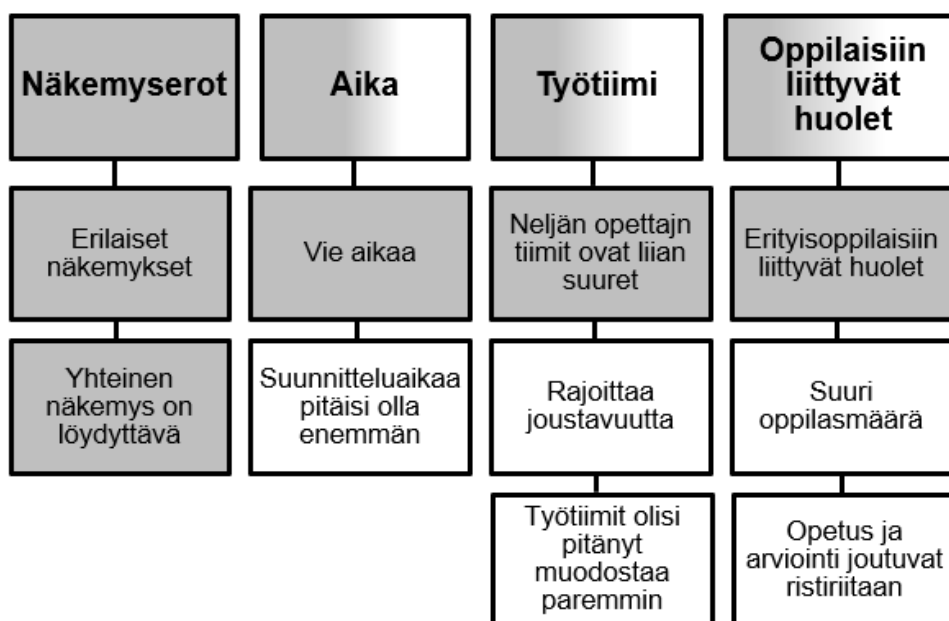 Näkemyserot
Erilaiset
näkemykset
Yhteinen
näkemys on
löydyttävä
Aika
Vie aikaa
Suunnitteluaikaa
pitäisi olla
enemmän
Työtiimi
Neljän opettajn
tiimit ovat liian
suuret
Rajoittaa
joustavuutta
Työtiimit olisi
pitänyt
muodostaa
paremmin
Oppilaisiin
liittyvät
huolet
Erityisoppilaisiin
liittyvät huolet
Suuri
oppilasmäärä
Opetus ja
arviointi joutuvat
ristiriitaan